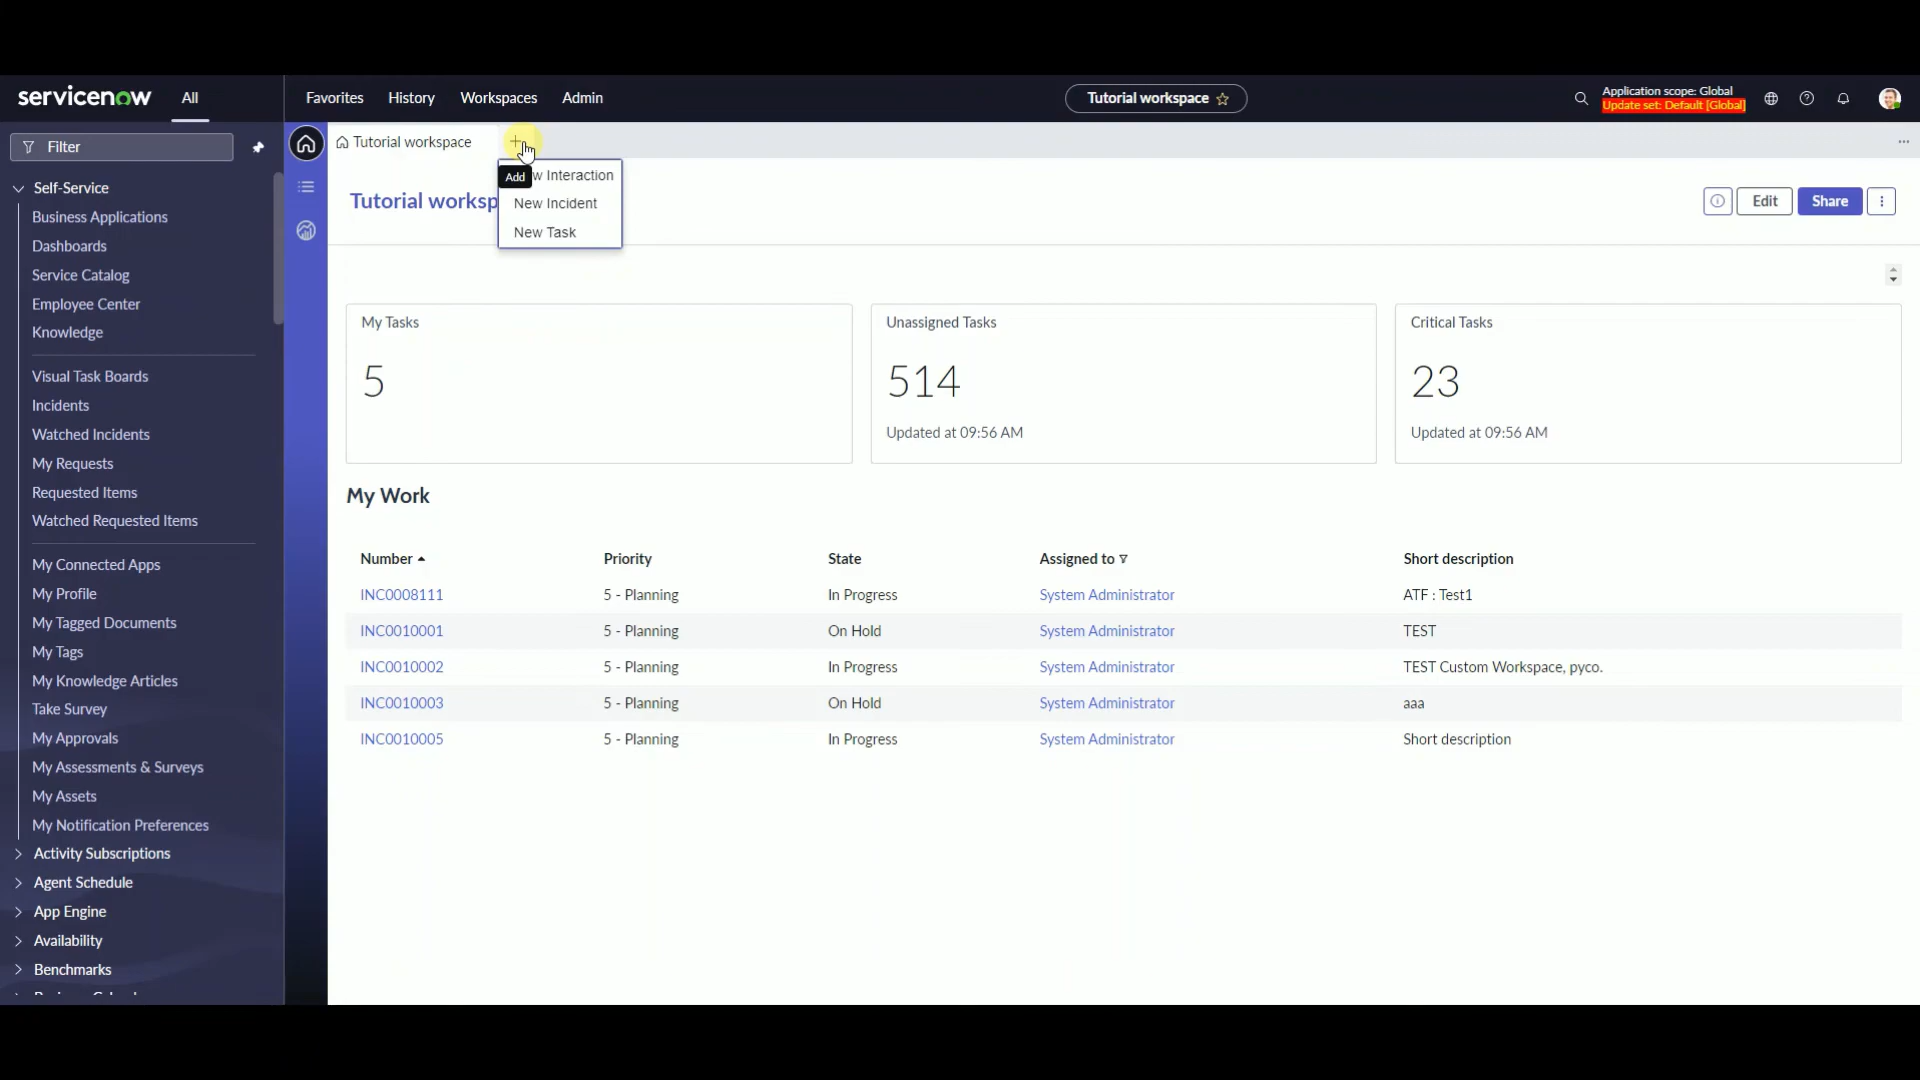 servicenow
All
Favorites
History
Workspaces
Admin
Tutorial workspace
Application scope: Global
Update set: Default [Global]
Filter
Self-Service
Business Applications
Dashboards
Service Catalog
Employee Center
Knowledge
Visual Task Boards
Incidents
Watched Incidents
My Requests
Requested Items
Watched Requested Items
My Connected Apps
My Profile
My Tagged Documents
My Tags
My Knowledge Articles
Take Survey
My Approvals
My Assessments & Surveys
My Assets
My Notification Preferences
Activity Subscriptions
Agent Schedule
App Engine
Availability
Benchmarks
Tutorial workspace
Add
Interaction
New Incident
New Task
Tutorial
Edit
Share
My Tasks
5
Unassigned Tasks
514
Updated at 09:56 AM
Critical Tasks
23
Updated at 09:56 AM
My Work
Number Priority State Assigned to Short description
INC0008111 5 - Planning In Progress System Administrator ATF : Test1
INC0010001 5 - Planning On Hold System Administrator TEST
INC0010002 5 - Planning In Progress System Administrator TEST Custom Workspace, pyco.
INC0010003 5 - Planning On Hold System Administrator aaa
INC0010005 5 - Planning In Progress System Administrator Short description